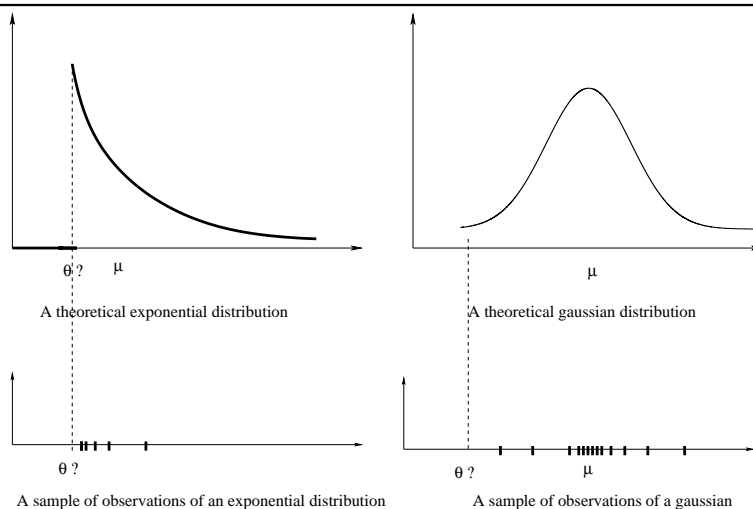 θ ?
μ
A theoretical exponential distribution
μ
A theoretical gaussian distribution
θ ?
A sample of observations of an exponential distribution
θ ?
μ
A sample of observations of a gaussian